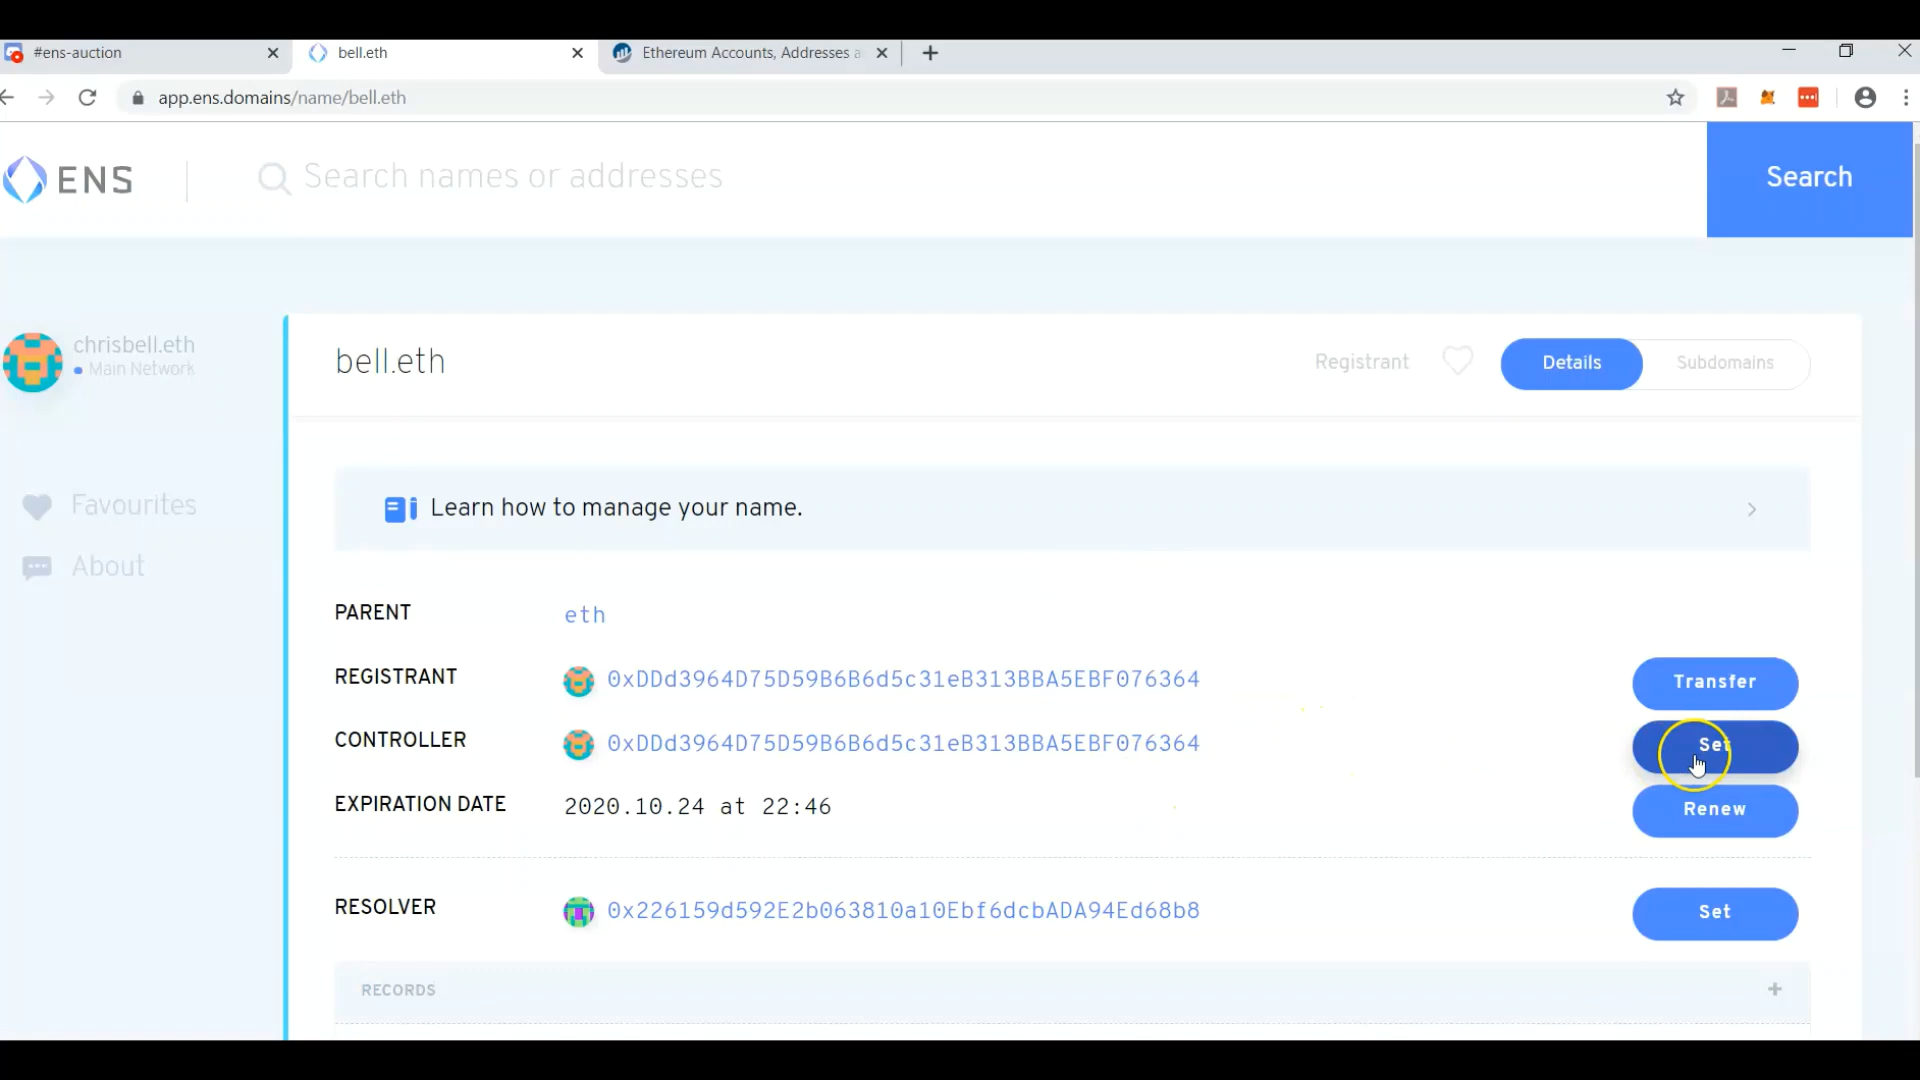 #ens-auction
bell.eth
Ethereum Accounts, Addresses a
app.ens.domains/name/bell.eth
ENS
Search names or addresses
Search
chrisbell.eth
Main Network
Favourites
About
bell.eth
Registrant
Details
Subdomains
Learn how to manage your name.
PARENT
eth
REGISTRANT
0xDDd3964D75D59B6B6d5c31eB313BBA5EBF076364
Transfer
CONTROLLER
0xDDd3964D75D59B6B6d5c31eB313BBA5EBF076364
Set
EXPIRATION DATE
2020.10.24 at 22:46
Renew
RESOLVER
0x226159d592E2b063810a10Ebf6dcbADA94Ed68b8
Set
RECORDS